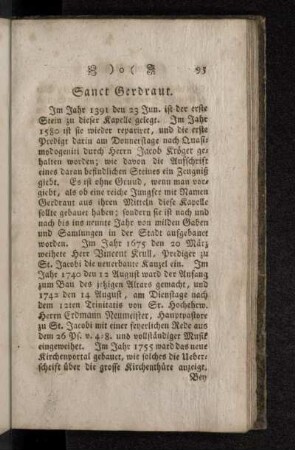 )o( 93
Sanct Gerdraut.
Im Jahr 1391 den 23 Jun. ist der erste
Stein zu dieser Kapelle gelegt. Im Jahr
1580 ist sie wieder reparirt, und die erste
Predigt darin am Donnerstage nach Quasi-
modogeniti durch Herrn Jacob Kröger ge-
halten worden; wie davon die Aufschrift
eines daran befindlichen Steines ein Zeugniß
giebt. Es ist ohne Grund, wenn man vor-
giebt, als ob eine reiche Jungfer mit Namen
Gerdraut aus ihren Mitteln diese Kapelle
sollte gebauet haben; sondern sie ist nach und
nach bis ins neunte Jahr von milden Gaben
und Samlungen in der Stadt aufgebauet
worden. Im Jahr 1675 den 20 März
weihete Herr Vincent Krull, Prediger zu
St. Jacobi die neuerbaute Kanzel ein. Im
Jahr 1740 den 12 August ward der Anfang
zum Bau des jetzigen Altars gemacht, und
1742 den 14 August, am Dienstage nach
dem 12ten Trinitatis von Sr. Hochehrw.
Herrn Erdmann Neumeister, Hauptpastore
zu St. Jacobi mit einer feyerlichen Rede aus
dem 26 Ps. v. 4:8. und vollständiger Musik
eingeweihet. Im Jahr 1755 ward das neue
Kirchenportal gebauet, wie solches die Ueber-
schrift über die grosse Kirchenthüre anzeigt.
Bey